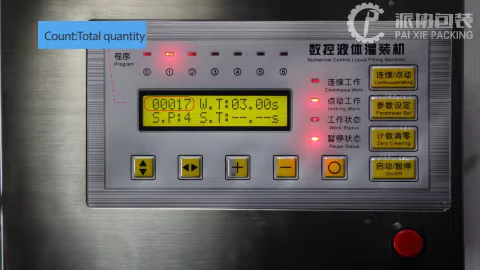 Count:Total quantity
派协包装
PAI XIE PACKING
程序
Program
0 1 2 3 4 5 6
数控液体灌装机
Numerical Control Liquid Filling Machine
00017 W.T:03.00s
S.P:4 S.T:--.--s
连续工作
Continuous Work
点动工作
Inching Work
工作状态
Work Status
暂停状态
Pause Status
连续/点动
Continuous/Inching
参数设定
Parameter Set
计数清零
Zero Clearing
启动/暂停
On/Off